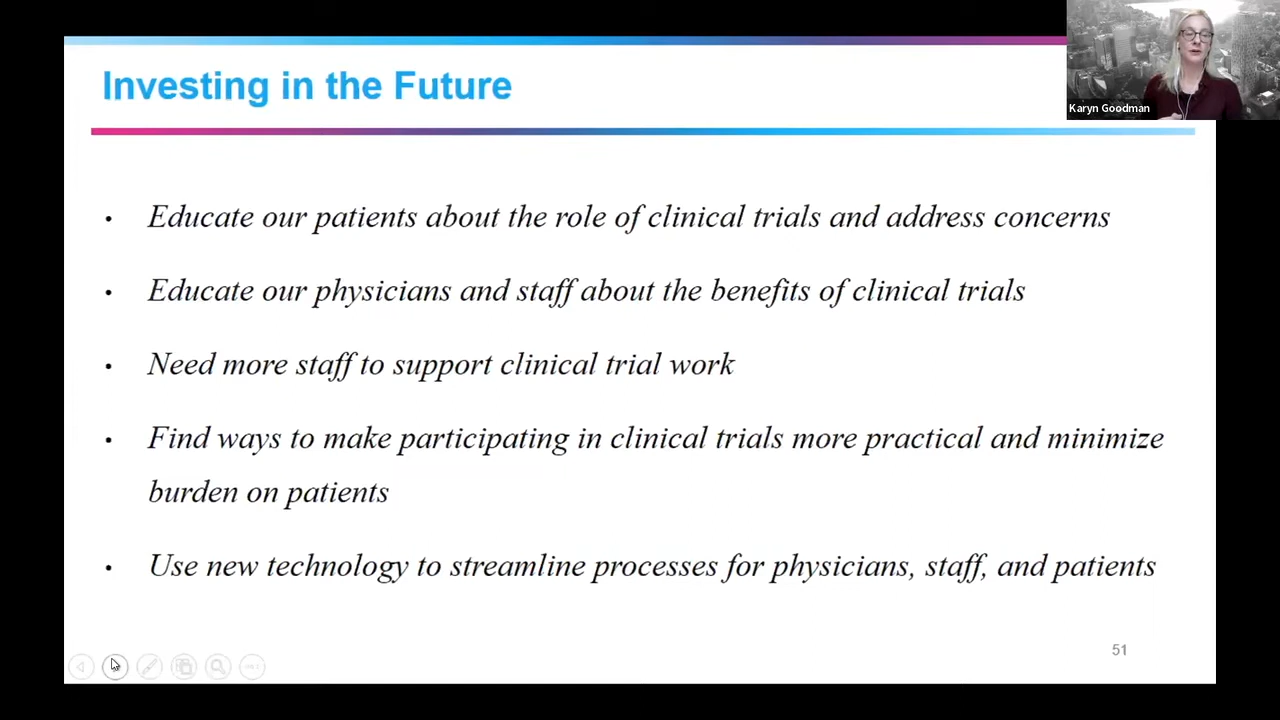 Investing in the Future
Karyn Goodman
• Educate our patients about the role of clinical trials and address concerns
• Educate our physicians and staff about the benefits of clinical trials
• Need more staff to support clinical trial work
• Find ways to make participating in clinical trials more practical and minimize
burden on patients
• Use new technology to streamline processes for physicians, staff, and patients
51